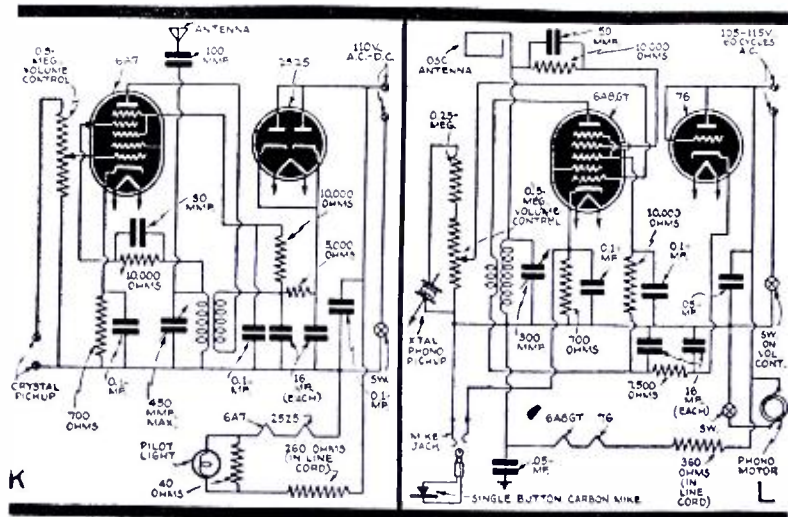 ANTENNA
100 MMF.
0.5-
MEG.
VOLUME
CONTROL
6A7
25Z5
110V.
A.C.-D.C.
50
MMF.
10,000
OHMS
10,000
OHMS
5,000
OHMS
CRYSTAL
PICKUP
700
OHMS
0.1-
MF.
450
MMF.
MAX.
0.1-
MF.
16
MF.
(EACH)
SW.
0.1-
MF.
6A7
25Z5
PILOT
LIGHT
40 OHMS
260 OHMS
(IN LINE
CORD)
K
OSC.
ANTENNA
50
MMF.
10,000
OHMS
105-115V.
60 CYCLES
A.C.
6A8GT
76
0.25-
MEG.
0.5-
MEG.
VOLUME
CONTROL
10,000
OHMS
0.1-
MF.
0.1-
MF.
0.5-
MF.
XTAL
PHONO
PICKUP
300
MMF.
700
OHMS
SW.
ON
VOL.
CONT.
7,500
OHMS
16
MF.
(EACH)
SW.
MIKE
JACK
6A8GT
76
.05-
MF.
360
OHMS
(IN
LINE
CORD)
PHONO
MOTOR
SINGLE BUTTON CARBON MIKE
L